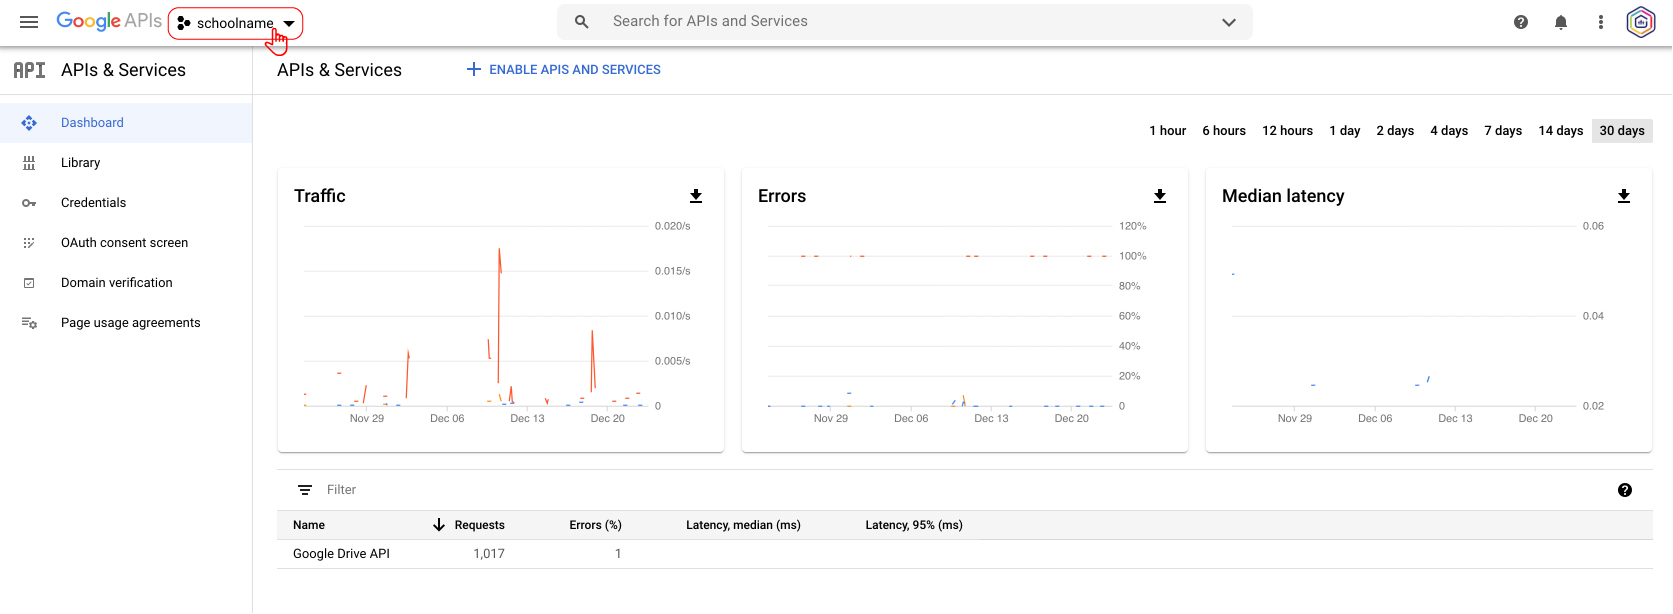 Google APIs schoolname Search for APIs and Services
API APIs & Services
APIs & Services ENABLE APIS AND SERVICES
Dashboard
Library
Credentials
OAuth consent screen
Domain verification
Page usage agreements
1 hour 6 hours 12 hours 1 day 2 days 4 days 7 days 14 days 30 days
Traffic
0.020/s
0.015/s
0.010/s
0.005/s
0
Nov 29 Dec 06 Dec 13 Dec 20
Errors
120%
100%
80%
60%
40%
20%
0
Nov 29 Dec 06 Dec 13 Dec 20
Median latency
0.06
0.04
0.02
Nov 29 Dec 06 Dec 13 Dec 20
Filter
Name Requests Errors (%) Latency, median (ms) Latency, 95% (ms)
Google Drive API 1,017 1